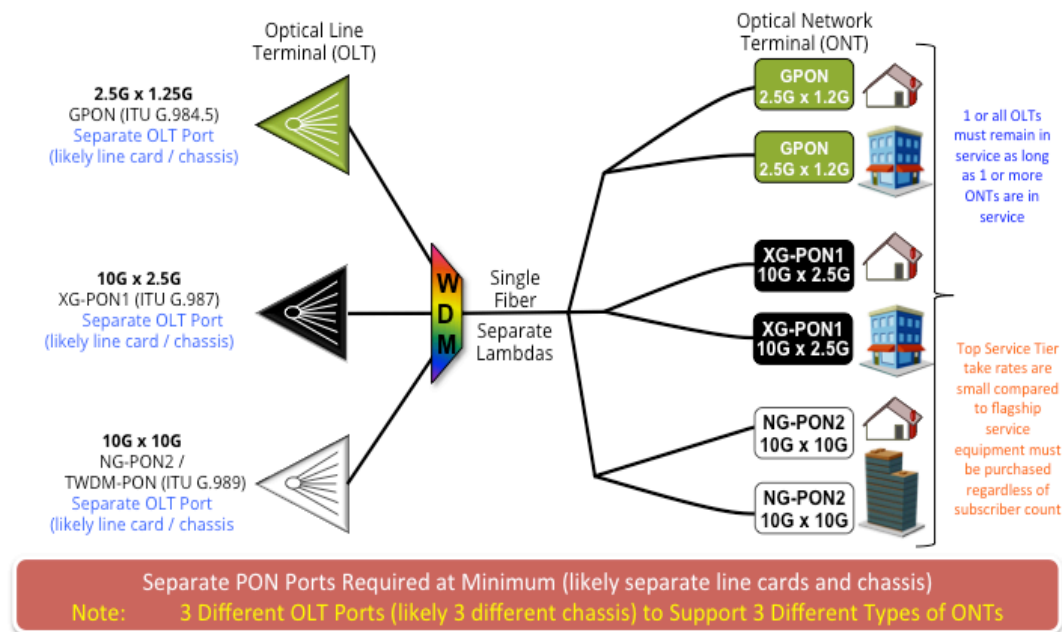 Optical Line
Terminal (OLT)
Optical Network
Terminal (ONT)
2.5G x 1.25G
GPON (ITU G.984.5)
Separate OLT Port
(likely line card / chassis)
10G x 2.5G
XG-PON1 (ITU G.987)
Separate OLT Port
(likely line card / chassis)
10G x 10G
NG-PON2 /
TWDM-PON (ITU G.989)
Separate OLT Port
(likely line card / chassis
W
D
M
Single
Fiber
Separate
Lambdas
GPON
2.5G x 1.2G
GPON
2.5G x 1.2G
XG-PON1
10G x 2.5G
XG-PON1
10G x 2.5G
NG-PON2
10G x 10G
NG-PON2
10G x 10G
1 or all OLTs
must remain in
service as long
as 1 or more
ONTs are in
service
Top Service Tier
take rates are
small compared
to flagship
service
equipment must
be purchased
regardless of
subscriber count
Separate PON Ports Required at Minimum (likely separate line cards and chassis)
Note: 3 Different OLT Ports (likely 3 different chassis) to Support 3 Different Types of ONTs